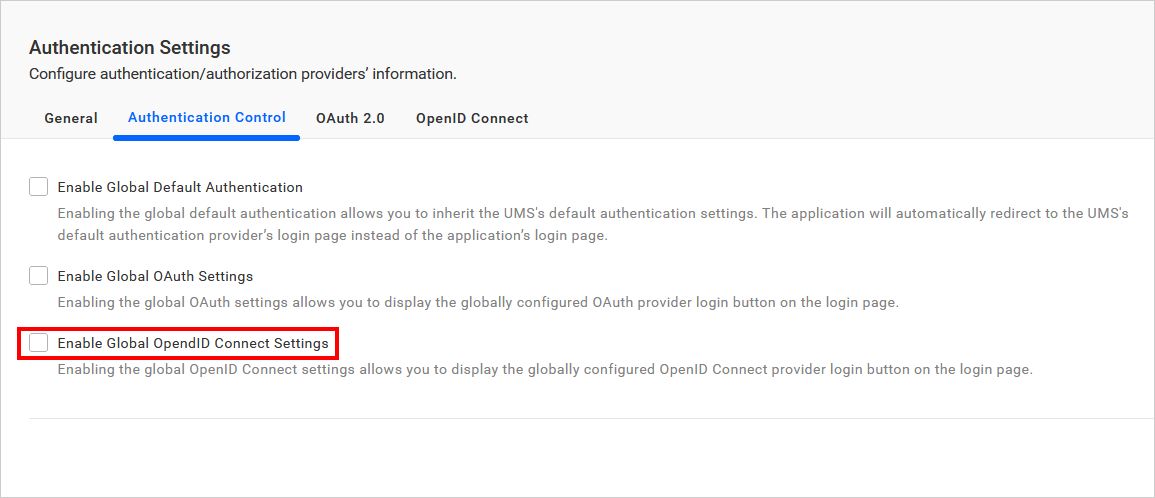 Authentication Settings
Configure authentication/authorization providers’ information.
General Authentication Control OAuth 2.0 OpenID Connect
Enable Global Default Authentication
Enabling the global default authentication allows you to inherit the UMS's default authentication settings. The application will automatically redirect to the UMS's
default authentication provider’s login page instead of the application’s login page.
Enable Global OAuth Settings
Enabling the global OAuth settings allows you to display the globally configured OAuth provider login button on the login page.
Enable Global OpendID Connect Settings
Enabling the global OpenID Connect settings allows you to display the globally configured OpenID Connect provider login button on the login page.